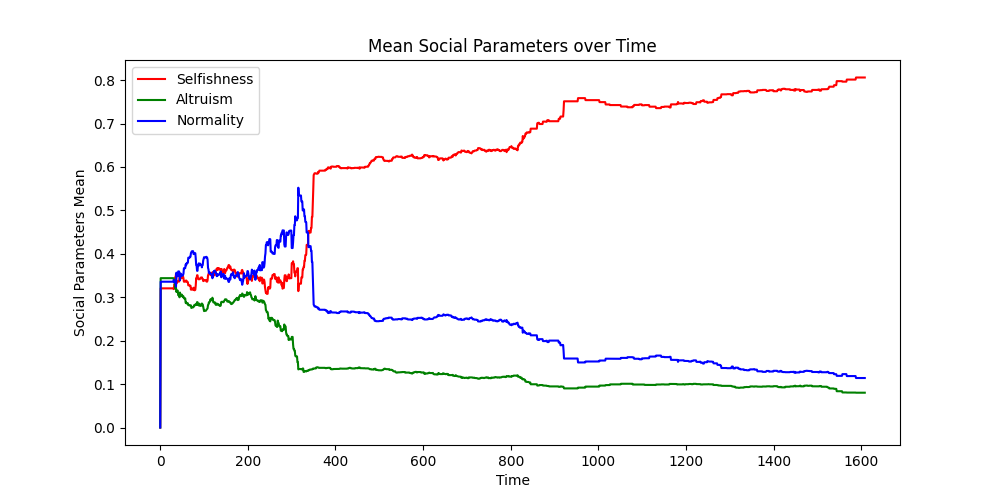 Mean Social Parameters over Time
Selfishness
Altruism
Normality
Social Parameters Mean
0.8
0.7
0.6
0.5
0.4
0.3
0.2
0.1
0.0
0 200 400 600 800 1000 1200 1400 1600
Time